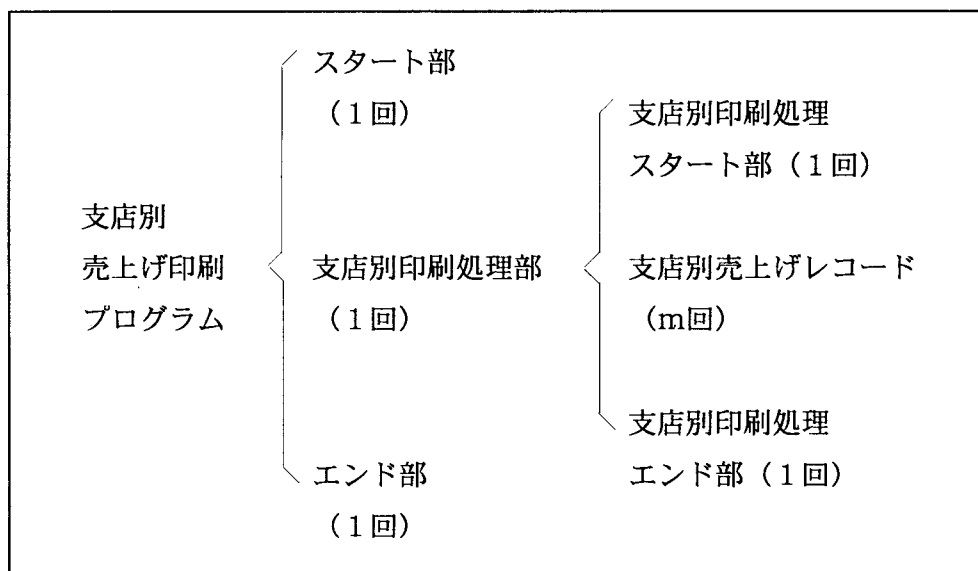 支店別
売上げ印刷
プログラム
スタート部
(1回)
支店別印刷処理部
(1回)
エンド部
(1回)
支店別印刷処理
スタート部(1回)
支店別売上げレコード
(m回)
支店別印刷処理
エンド部(1回)